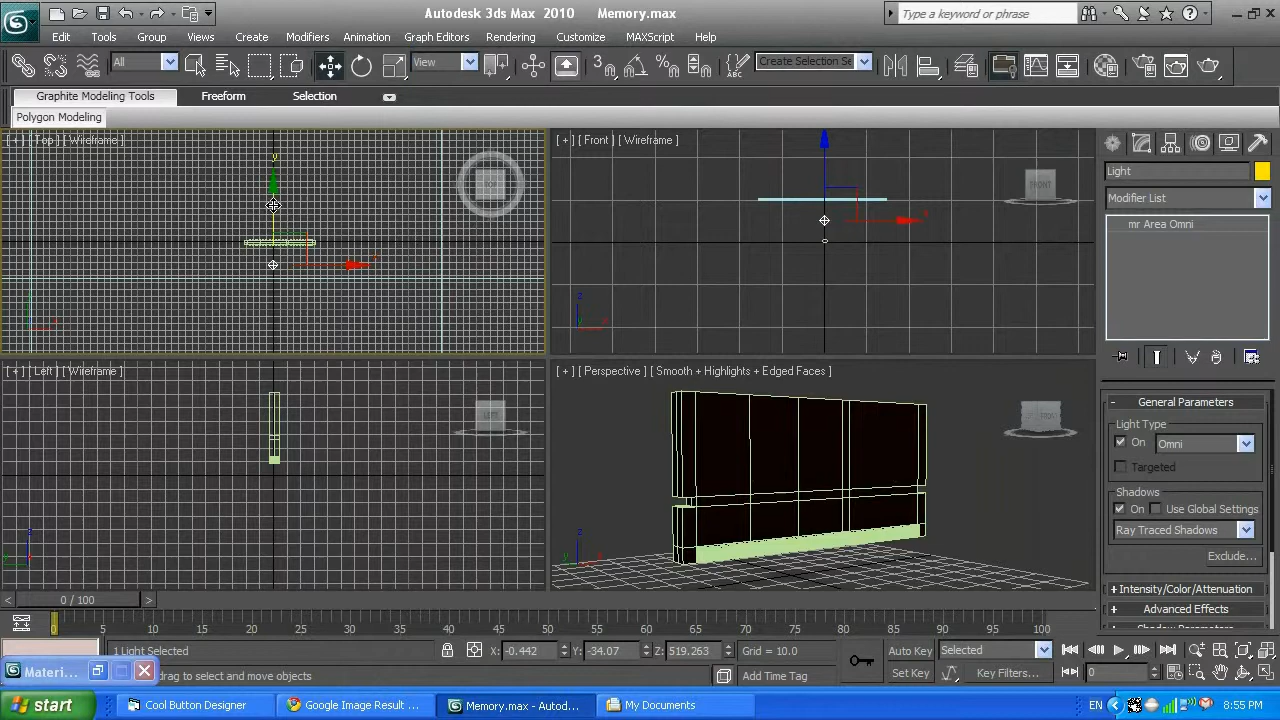 Autodesk 3ds Max 2010 Memory.max
Type a keyword or phrase
Edit Tools Group Views Create Modifiers Animation Graph Editors Rendering Customize MAXScript Help
All View Create Selection Se
Graphite Modeling Tools Freeform Selection
Polygon Modeling
[ + ] [ Top ] [ Wireframe ]
y
x
TOP
[ + ] [ Front ] [ Wireframe ]
x
FRONT
z
x
Light
Modifier List
mr Area Omni
[ + ] [ Left ] [ Wireframe ]
LEFT
[ + ] [ Perspective ] [ Smooth + Highlights + Edged Faces ]
FRONT
z
x
y
- General Parameters
Light Type
On Omni
Targeted
Shadows
On Use Global Settings
Ray Traced Shadows
Exclude...
+ Intensity/Color/Attenuation
+ Advanced Effects
< 0 / 100 >
0 5 10 15 20 25 30 35 40 45 50 55 60 65 70 75 80 85 90 95 100
1 Light Selected X: -0.442 Y: -34.07 Z: 519.263 Grid = 10.0 Auto Key Selected
Materi... drag to select and move objects Add Time Tag Set Key Key Filters... 0
start Cool Button Designer Google Image Result ... Memory.max - Autod... My Documents EN 8:55 PM